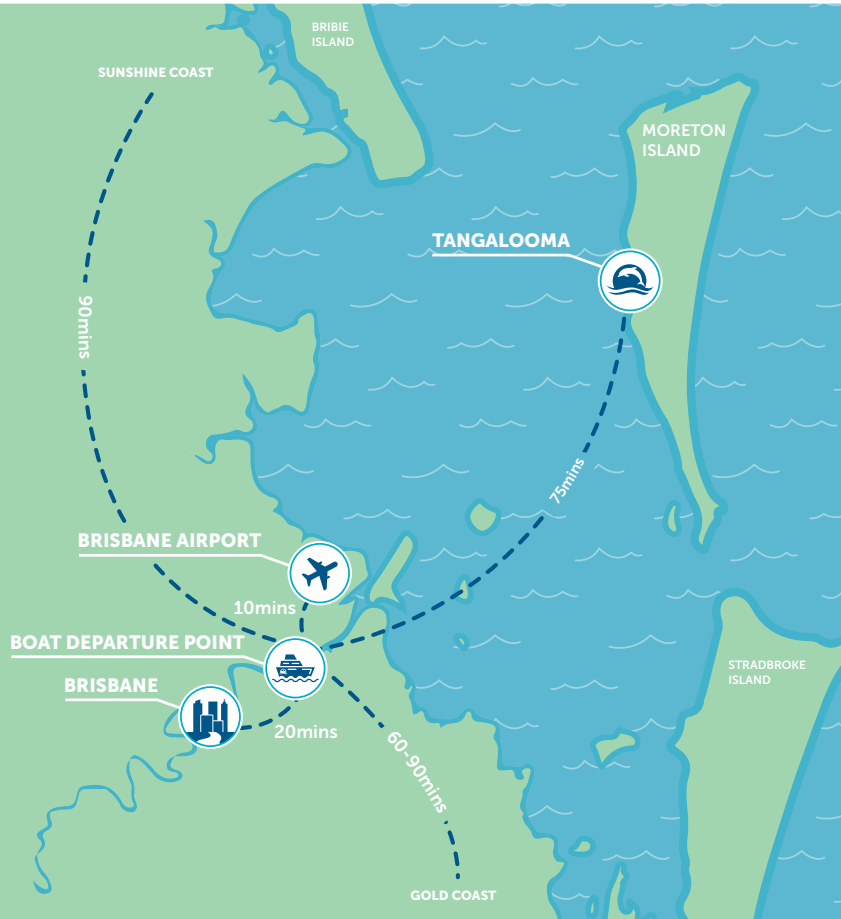 BRIBIE
ISLAND
SUNSHINE COAST
MORETON
ISLAND
TANGALOOMA
90mins
75mins
BRISBANE AIRPORT
10mins
BOAT DEPARTURE POINT
STRADBROKE
ISLAND
BRISBANE
20mins
60-90mins
GOLD COAST